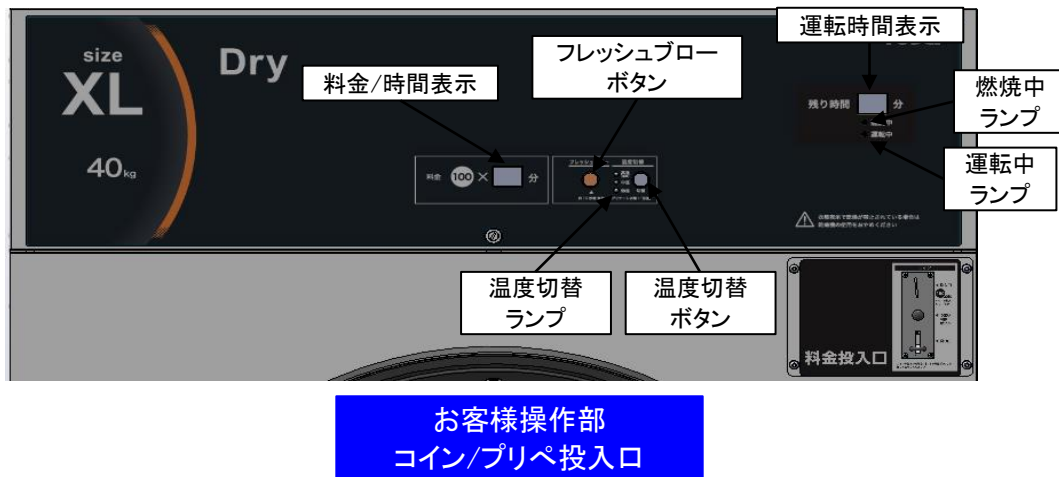 運転時間表示
フレッシュブロー
ボタン
size
XL
Dry
料金/時間表示
燃焼中
ランプ
残り時間 分
運転中
運転中
ランプ
40kg
料金 100 × 分
温度切替
温度切替
ランプ
温度切替
ボタン
料金投入口
お客様操作部
コイン/プリペ投入口